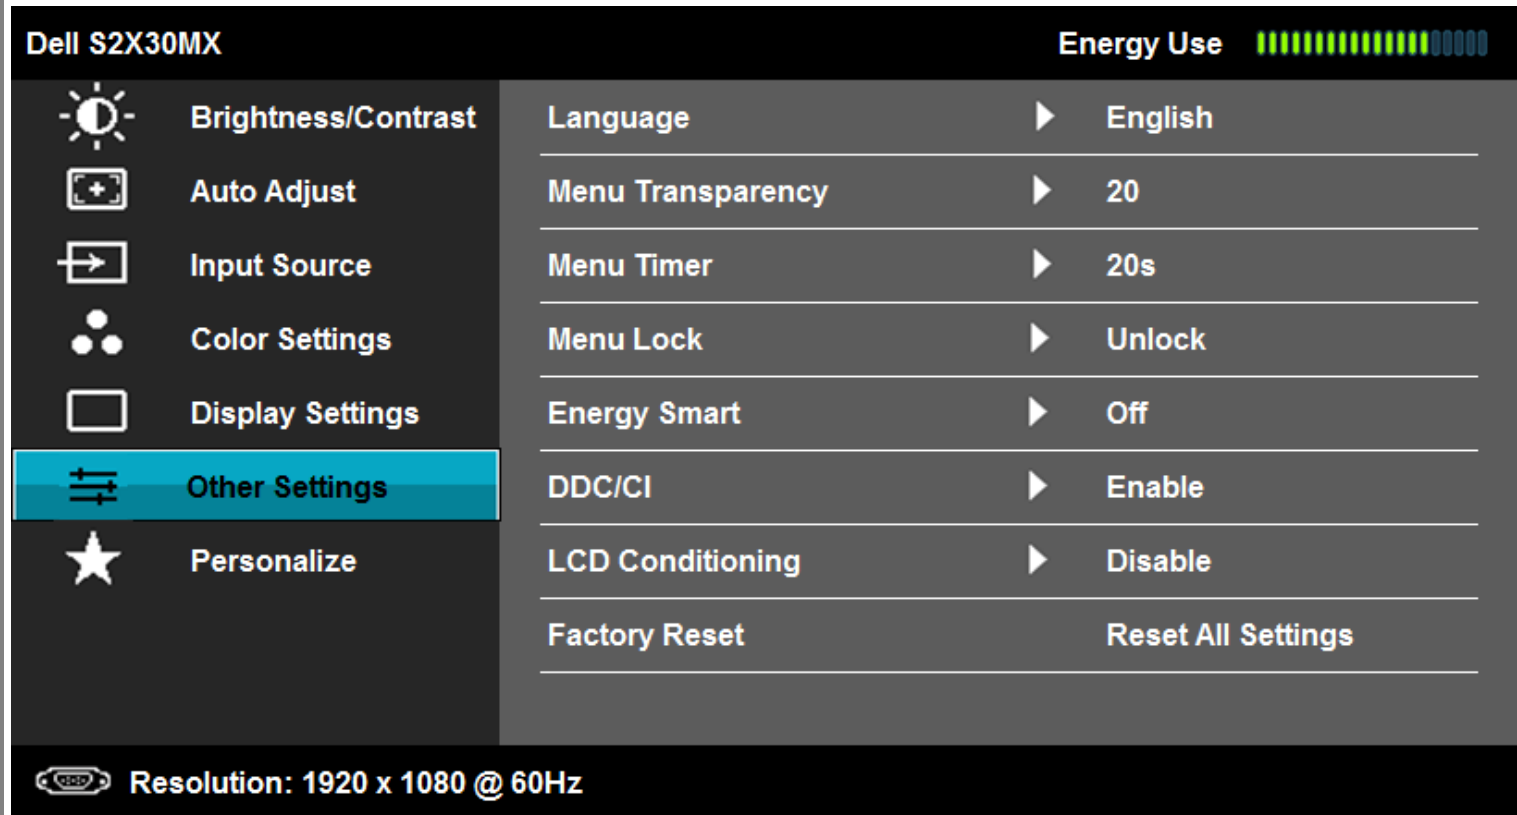 Dell S2X30MX Energy Use
Brightness/Contrast Language English
Auto Adjust Menu Transparency 20
Input Source Menu Timer 20s
Color Settings Menu Lock Unlock
Display Settings Energy Smart Off
Other Settings DDC/CI Enable
Personalize LCD Conditioning Disable
Factory Reset Reset All Settings
Resolution: 1920 x 1080 @ 60Hz